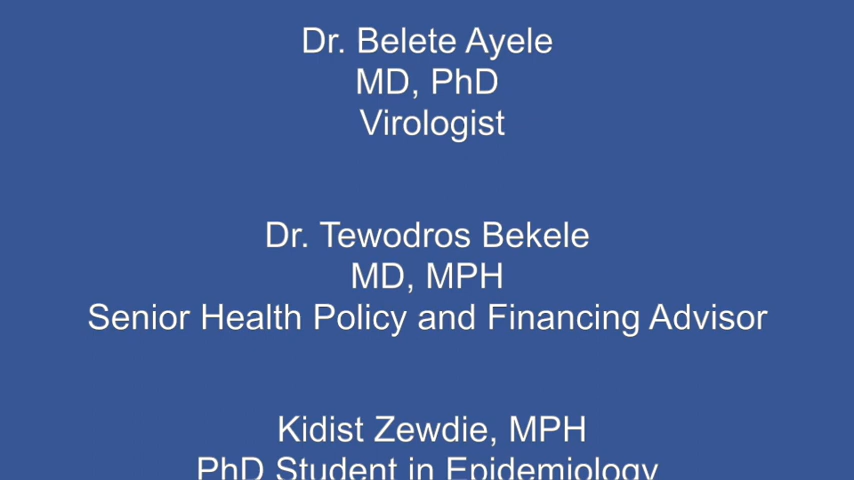 Dr. Belete Ayele
MD, PhD
Virologist
Dr. Tewodros Bekele
MD, MPH
Senior Health Policy and Financing Advisor
Kidist Zewdie, MPH
PhD Student in Epidemiology